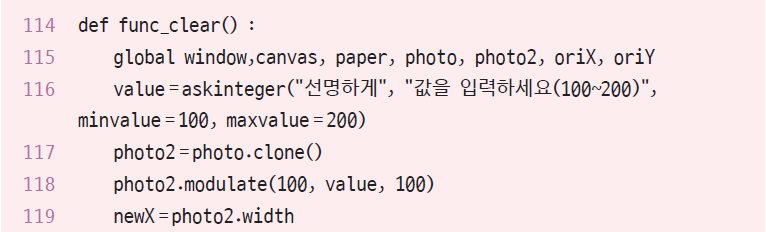 114 def func_clear() :
115 global window,canvas, paper, photo, photo2, oriX, oriY
116 value=askinteger("선명하게", "값을 입력하세요(100~200)",
minvalue=100, maxvalue=200)
117 photo2=photo.clone()
118 photo2.modulate(100, value, 100)
119 newX=photo2.width